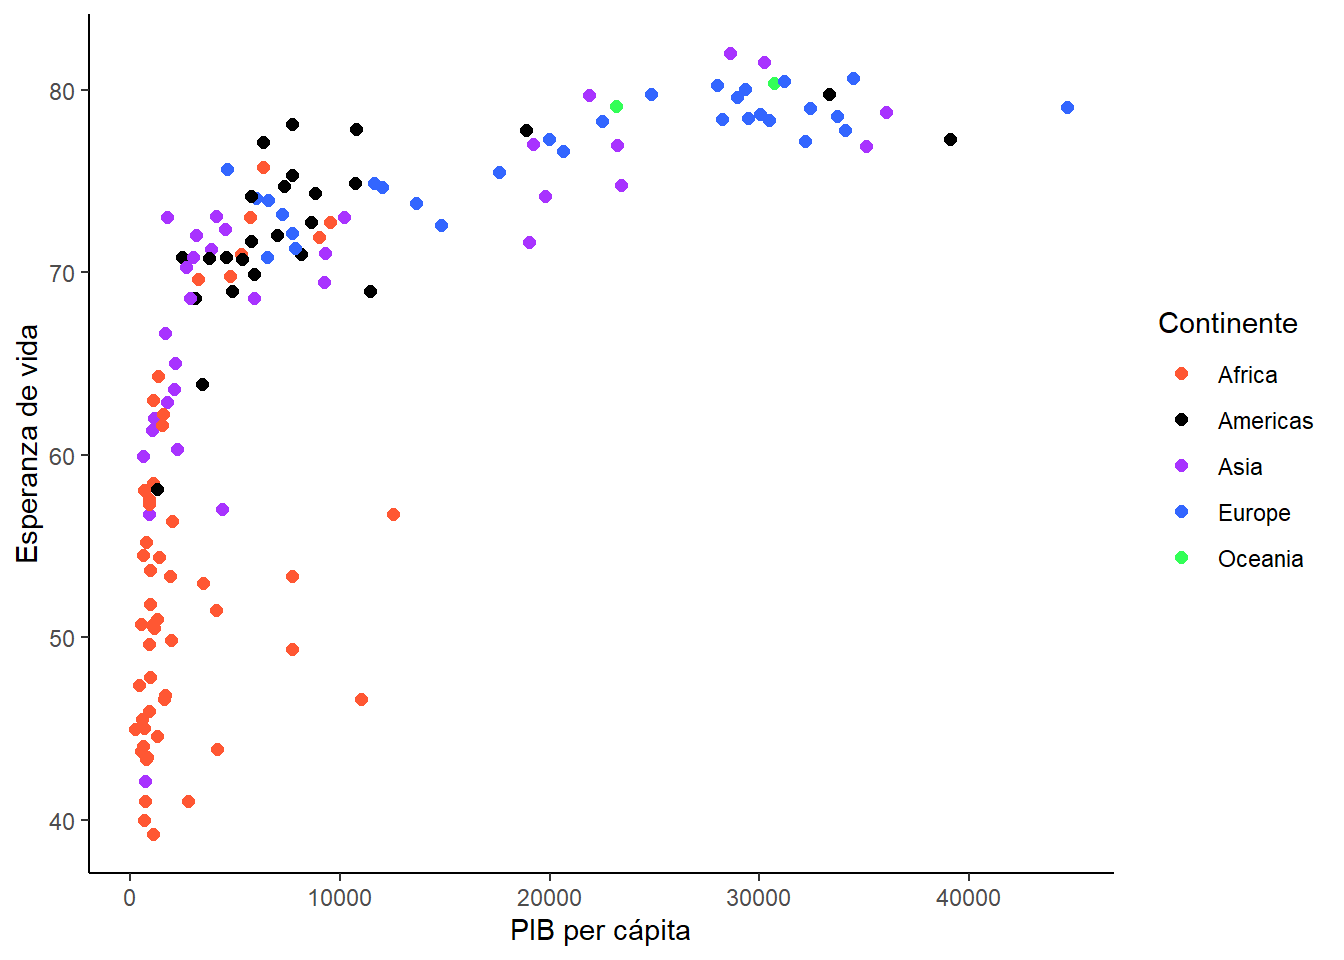 80
70
60
50
40
Esperanza de vida
0 10000 20000 30000 40000
PIB per cápita
Continente
Africa
Americas
Asia
Europe
Oceania